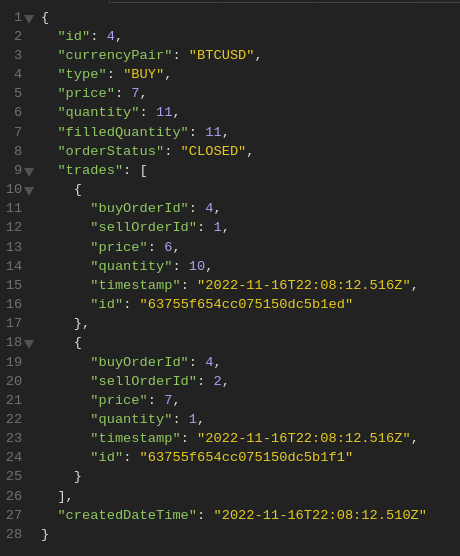 1 {
2   "id": 4,
3   "currencyPair": "BTCUSD",
4   "type": "BUY",
5   "price": 7,
6   "quantity": 11,
7   "filledQuantity": 11,
8   "orderStatus": "CLOSED",
9   "trades": [
10     {
11       "buyOrderId": 4,
12       "sellOrderId": 1,
13       "price": 6,
14       "quantity": 10,
15       "timestamp": "2022-11-16T22:08:12.516Z",
16       "id": "63755f654cc075150dc5b1ed"
17     },
18     {
19       "buyOrderId": 4,
20       "sellOrderId": 2,
21       "price": 7,
22       "quantity": 1,
23       "timestamp": "2022-11-16T22:08:12.516Z",
24       "id": "63755f654cc075150dc5b1f1"
25     }
26   ],
27   "createdDateTime": "2022-11-16T22:08:12.510Z"
28 }